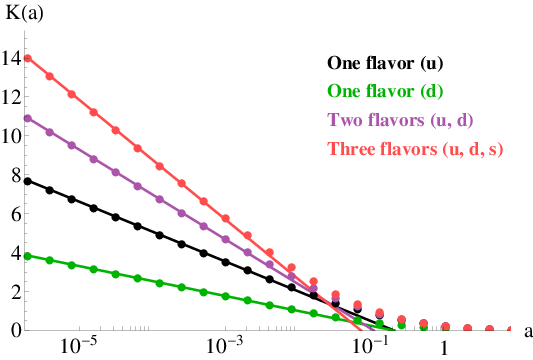 K(a)
14
12
10
8
6
4
2
0
One flavor (u)
One flavor (d)
Two flavors (u, d)
Three flavors (u, d, s)
10⁻⁵ 10⁻³ 10⁻¹ 1 a